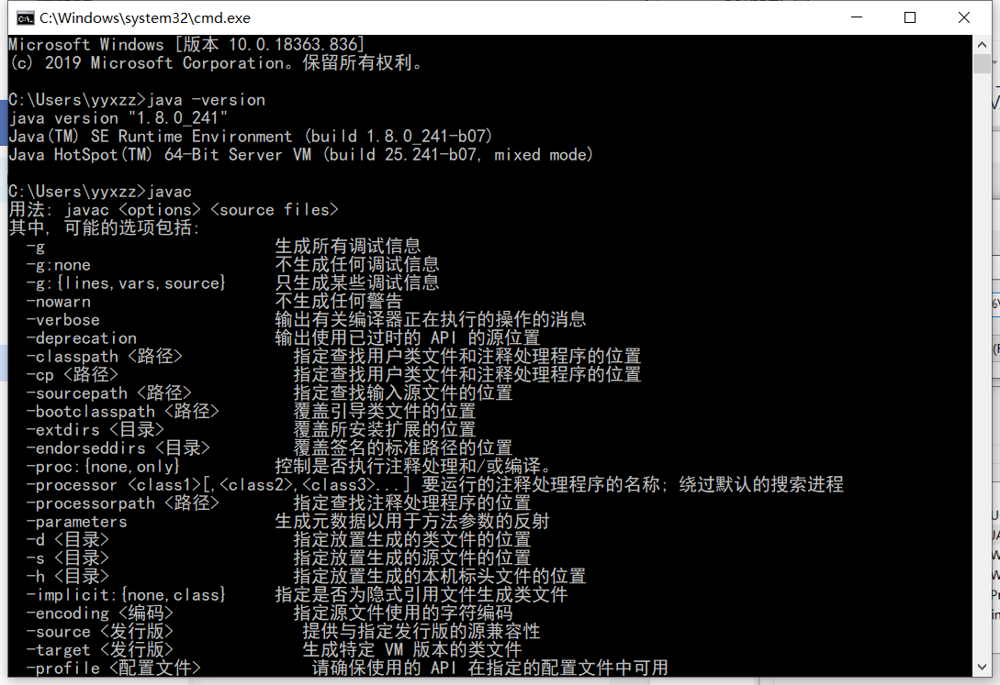 C:\Windows\system32\cmd.exe
Microsoft Windows [版本 10.0.18363.836]
(c) 2019 Microsoft Corporation。保留所有权利。
C:\Users\yyxzz>java -version
java version "1.8.0_241"
Java(TM) SE Runtime Environment (build 1.8.0_241-b07)
Java HotSpot(TM) 64-Bit Server VM (build 25.241-b07, mixed mode)
C:\Users\yyxzz>javac
用法: javac <options> <source files>
其中, 可能的选项包括:
-g 生成所有调试信息
-g:none 不生成任何调试信息
-g:{lines,vars,source} 只生成某些调试信息
-nowarn 不生成任何警告
-verbose 输出有关编译器正在执行的操作的消息
-deprecation 输出使用已过时的 API 的源位置
-classpath <路径> 指定查找用户类文件和注释处理程序的位置
-cp <路径> 指定查找用户类文件和注释处理程序的位置
-sourcepath <路径> 指定查找输入源文件的位置
-bootclasspath <路径> 覆盖引导类文件的位置
-extdirs <目录> 覆盖所安装扩展的位置
-endorseddirs <目录> 覆盖签名的标准路径的位置
-proc:{none,only} 控制是否执行注释处理和/或编译。
-processor <class1>[,<class2>,<class3>...] 要运行的注释处理程序的名称; 绕过默认的搜索进程
-processorpath <路径> 指定查找注释处理程序的位置
-parameters 生成元数据以用于方法参数的反射
-d <目录> 指定放置生成的类文件的位置
-s <目录> 指定放置生成的源文件的位置
-h <目录> 指定放置生成的本机标头文件的位置
-implicit:{none,class} 指定是否为隐式引用文件生成类文件
-encoding <编码> 指定源文件使用的字符编码
-source <发行版> 提供与指定发行版的源兼容性
-target <发行版> 生成特定 VM 版本的类文件
-profile <配置文件> 请确保使用的 API 在指定的配置文件中可用